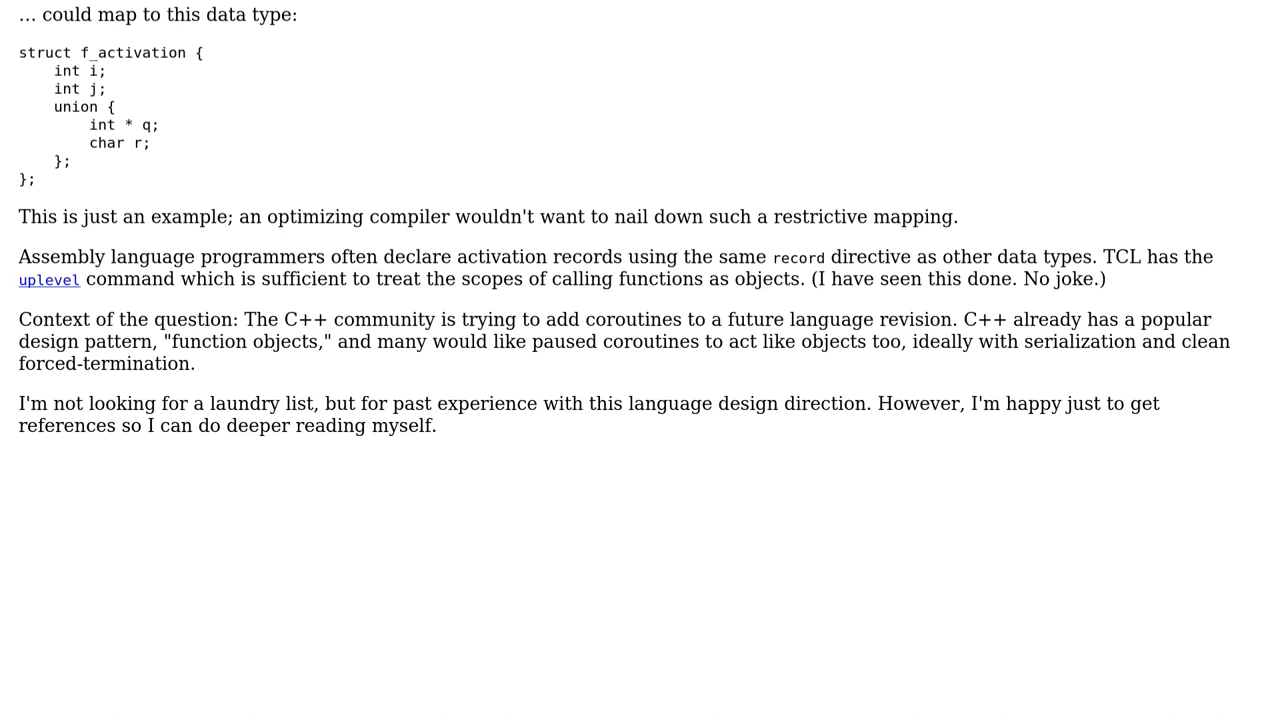 ... could map to this data type:
struct f_activation {
    int i;
    int j;
    union {
        int * q;
        char r;
    };
};
This is just an example; an optimizing compiler wouldn't want to nail down such a restrictive mapping.
Assembly language programmers often declare activation records using the same record directive as other data types. TCL has the
uplevel command which is sufficient to treat the scopes of calling functions as objects. (I have seen this done. No joke.)
Context of the question: The C++ community is trying to add coroutines to a future language revision. C++ already has a popular
design pattern, "function objects," and many would like paused coroutines to act like objects too, ideally with serialization and clean
forced-termination.
I'm not looking for a laundry list, but for past experience with this language design direction. However, I'm happy just to get
references so I can do deeper reading myself.